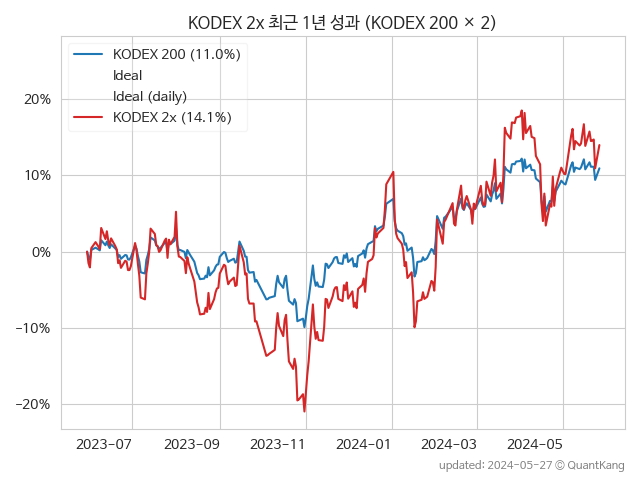 KODEX 2x 최근 1년 성과 (KODEX 200 × 2)
KODEX 200 (11.0%)
Ideal
Ideal (daily)
KODEX 2x (14.1%)
20%
10%
0%
−10%
−20%
2023-07
2023-09
2023-11
2024-01
2024-03
2024-05
updated: 2024-05-27 © QuantKang